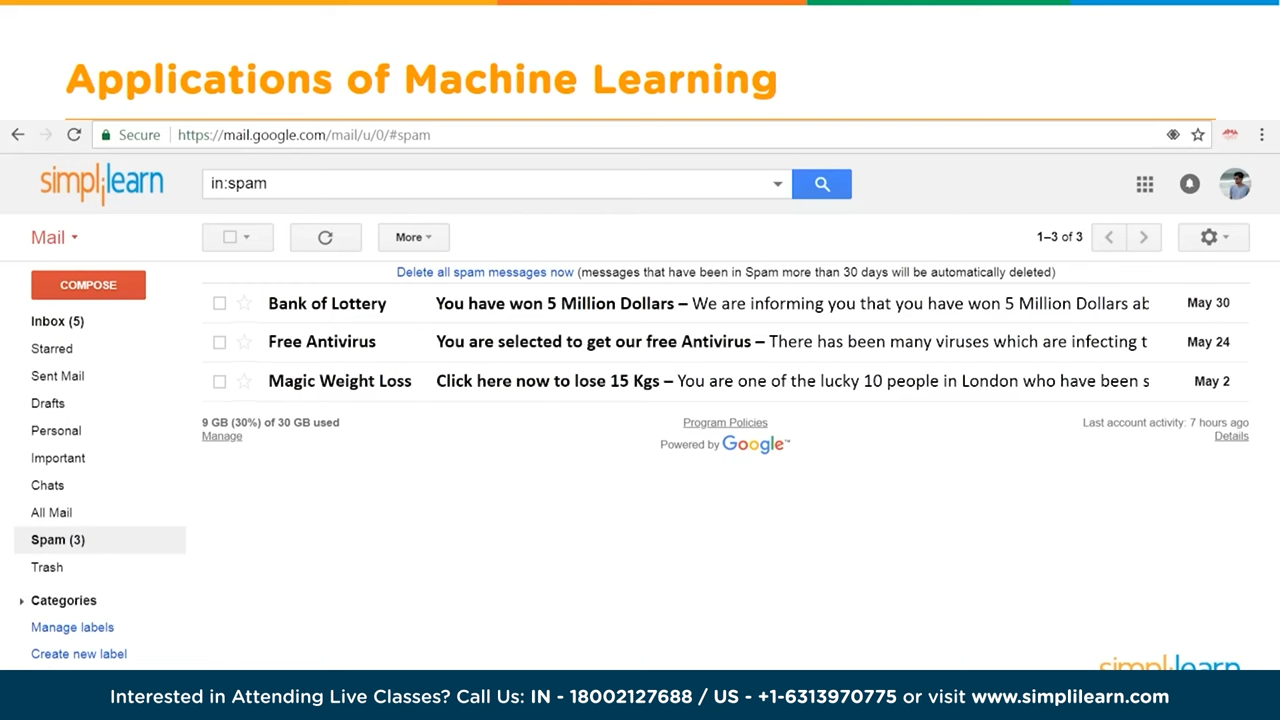 Applications of Machine Learning
Secure https://mail.google.com/mail/u/0/#spam
simplilearn in:spam
Mail More 1–3 of 3
Delete all spam messages now (messages that have been in Spam more than 30 days will be automatically deleted)
COMPOSE
Bank of Lottery You have won 5 Million Dollars – We are informing you that you have won 5 Million Dollars ab May 30
Inbox (5)
Free Antivirus You are selected to get our free Antivirus – There has been many viruses which are infecting t May 24
Starred
Magic Weight Loss Click here now to lose 15 Kgs – You are one of the lucky 10 people in London who have been s May 2
Sent Mail
Drafts
9 GB (30%) of 30 GB used Program Policies Last account activity: 7 hours ago
Personal
Manage Powered by Google™ Details
Important
Chats
All Mail
Spam (3)
Trash
Categories
Manage labels
Create new label
simplilearn
Interested in Attending Live Classes? Call Us: IN - 18002127688 / US - +1-6313970775 or visit www.simplilearn.com